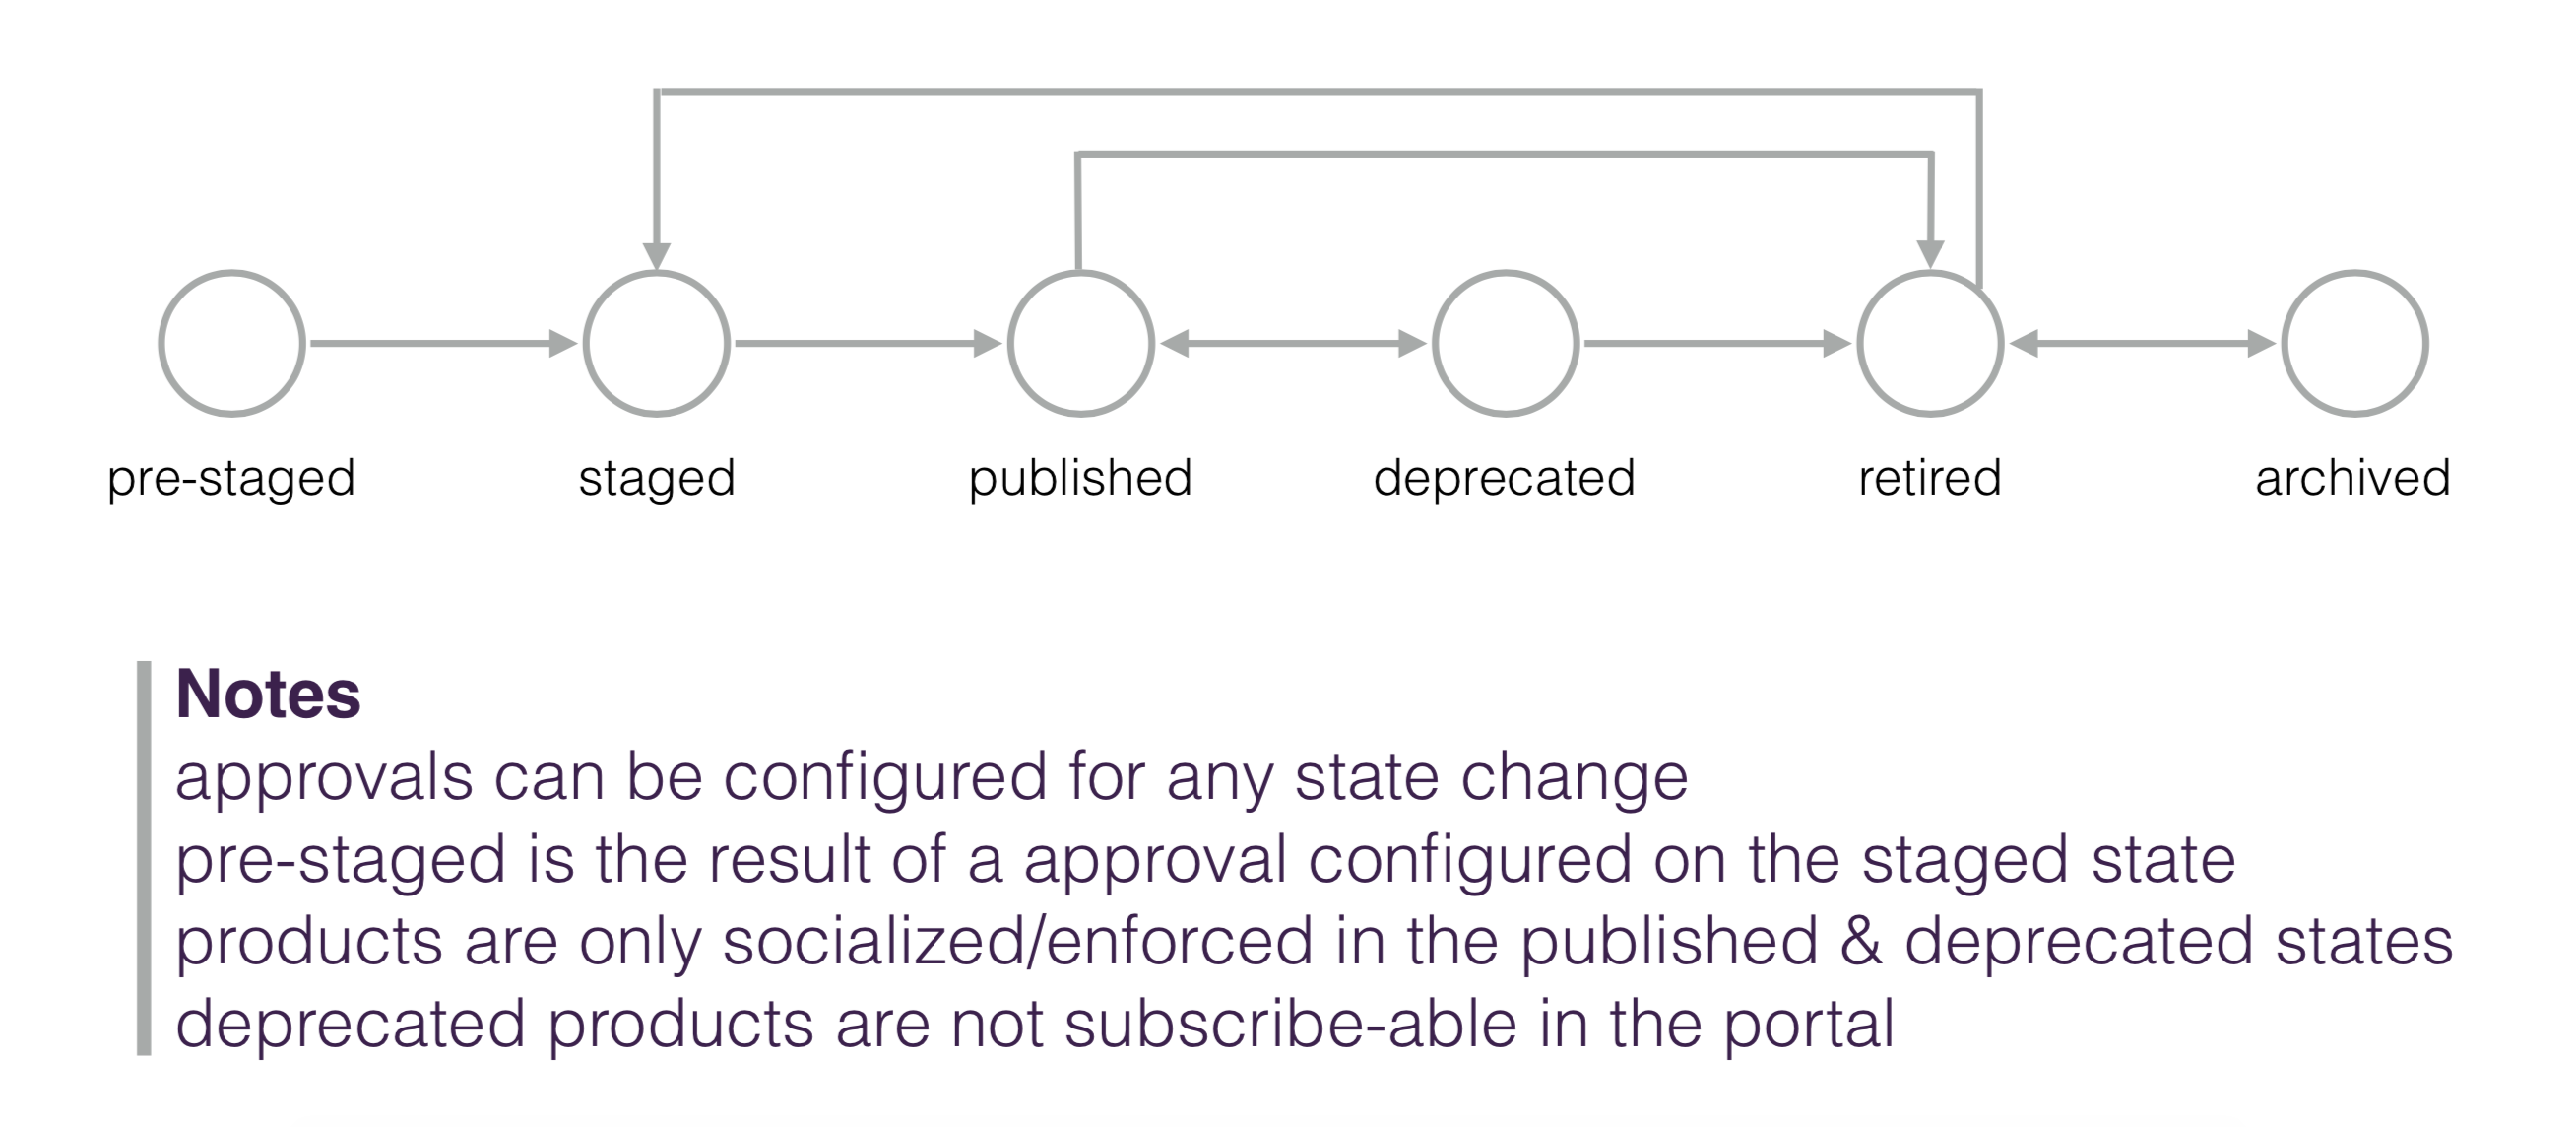 pre-staged
staged
published
deprecated
retired
archived
Notes
approvals can be configured for any state change
pre-staged is the result of a approval configured on the staged state
products are only socialized/enforced in the published & deprecated states
deprecated products are not subscribe-able in the portal